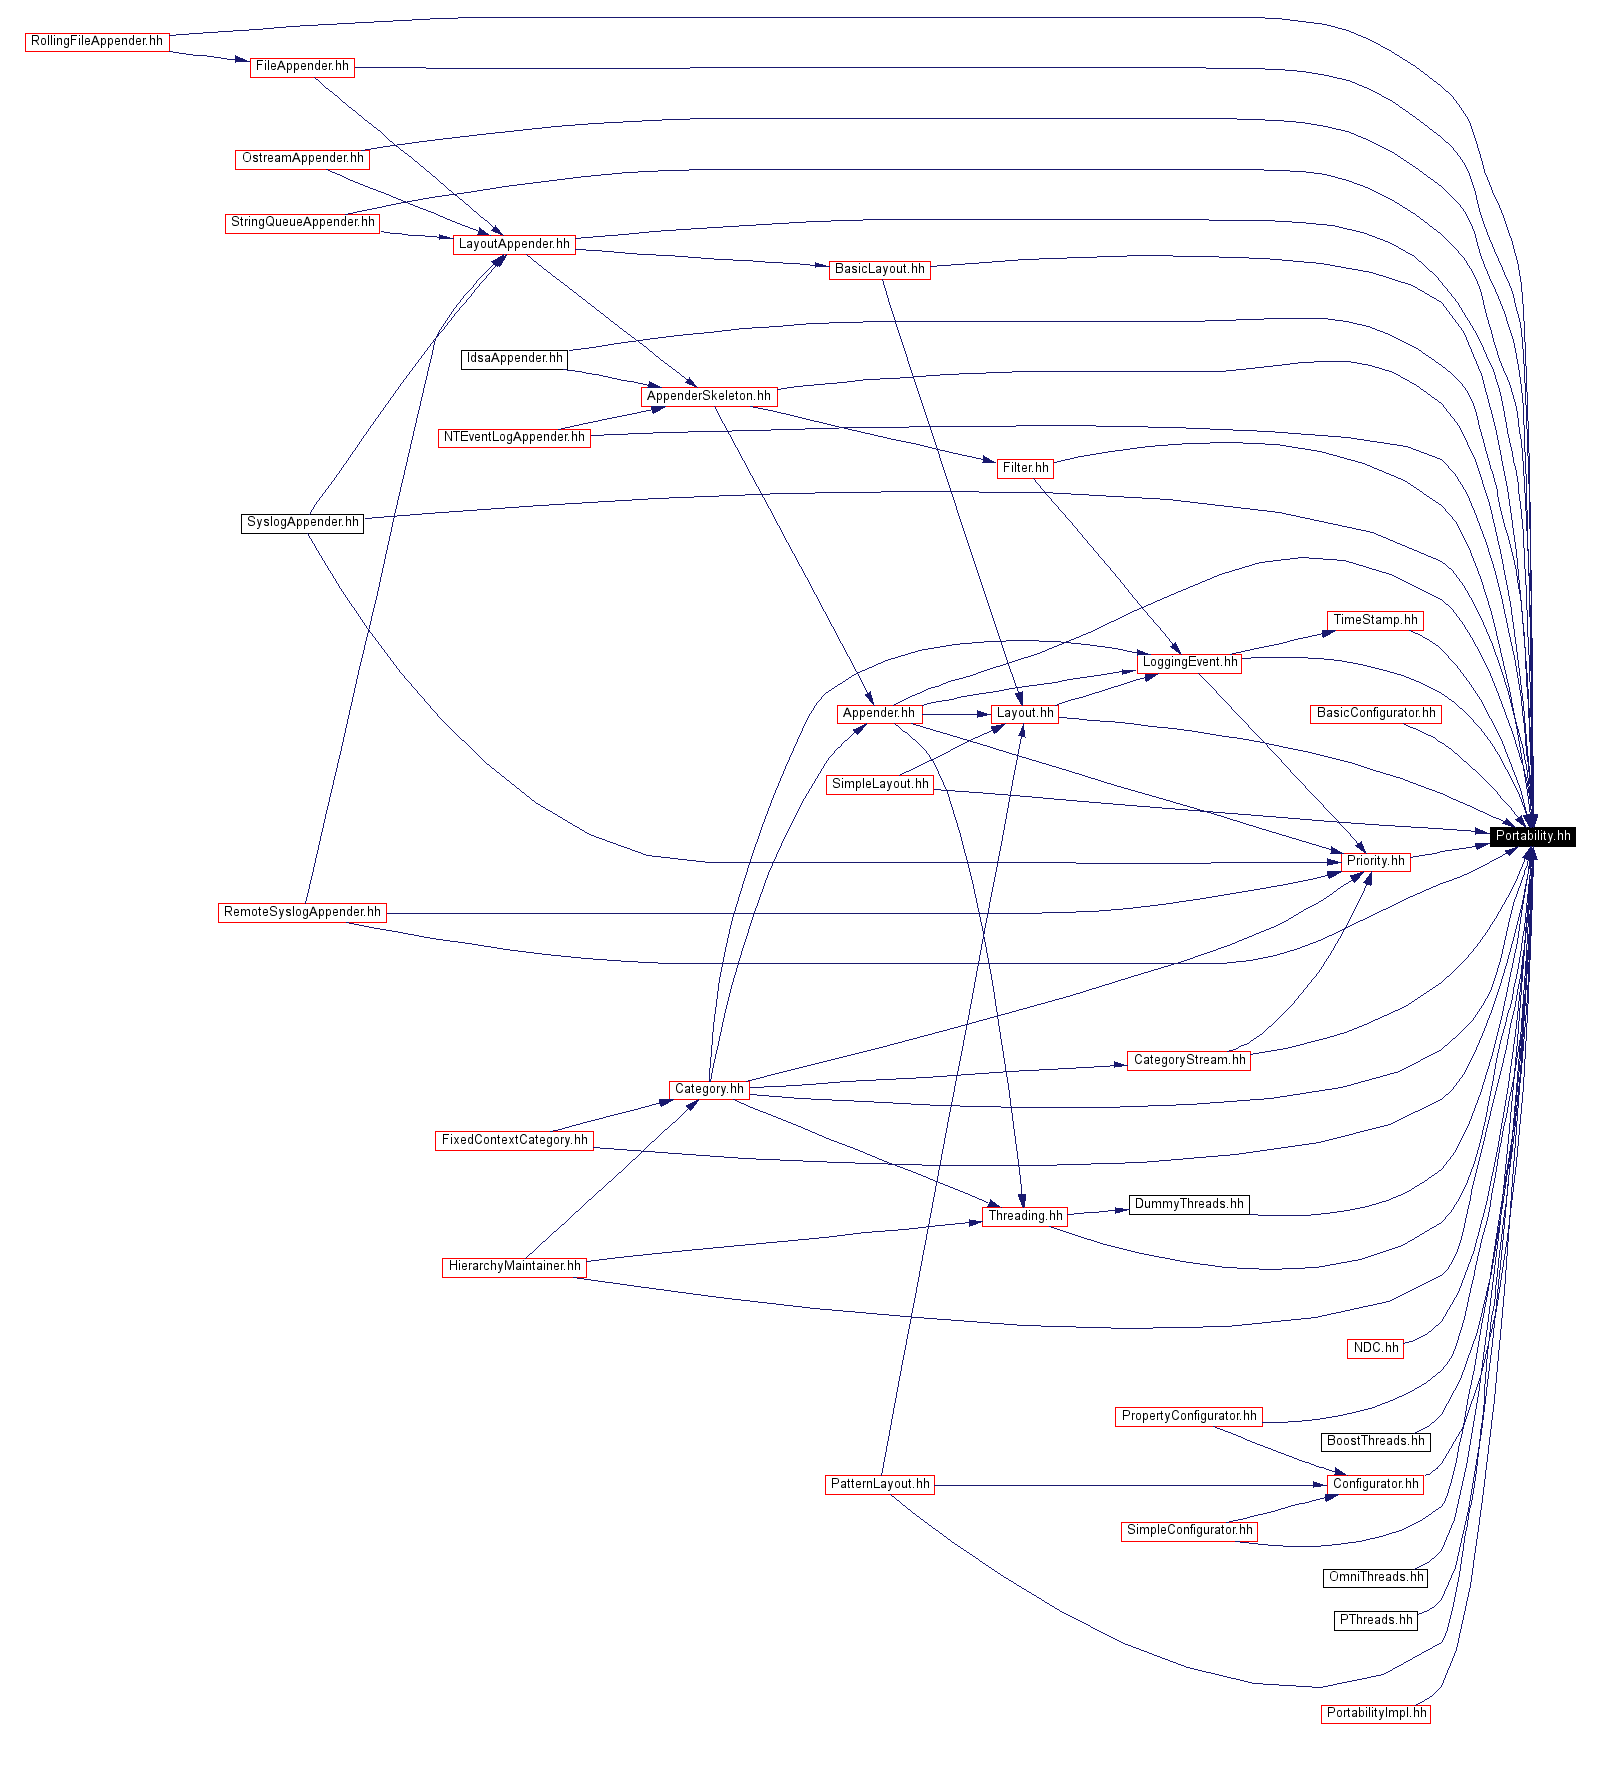 RollingFileAppender.hh
FileAppender.hh
OstreamAppender.hh
StringQueueAppender.hh
LayoutAppender.hh
BasicLayout.hh
IdsaAppender.hh
AppenderSkeleton.hh
NTEventLogAppender.hh
Filter.hh
SyslogAppender.hh
TimeStamp.hh
LoggingEvent.hh
Appender.hh
Layout.hh
BasicConfigurator.hh
SimpleLayout.hh
Portability.hh
Priority.hh
RemoteSyslogAppender.hh
CategoryStream.hh
Category.hh
FixedContextCategory.hh
DummyThreads.hh
Threading.hh
HierarchyMaintainer.hh
NDC.hh
PropertyConfigurator.hh
BoostThreads.hh
PatternLayout.hh
Configurator.hh
SimpleConfigurator.hh
OmniThreads.hh
PThreads.hh
PortabilityImpl.hh